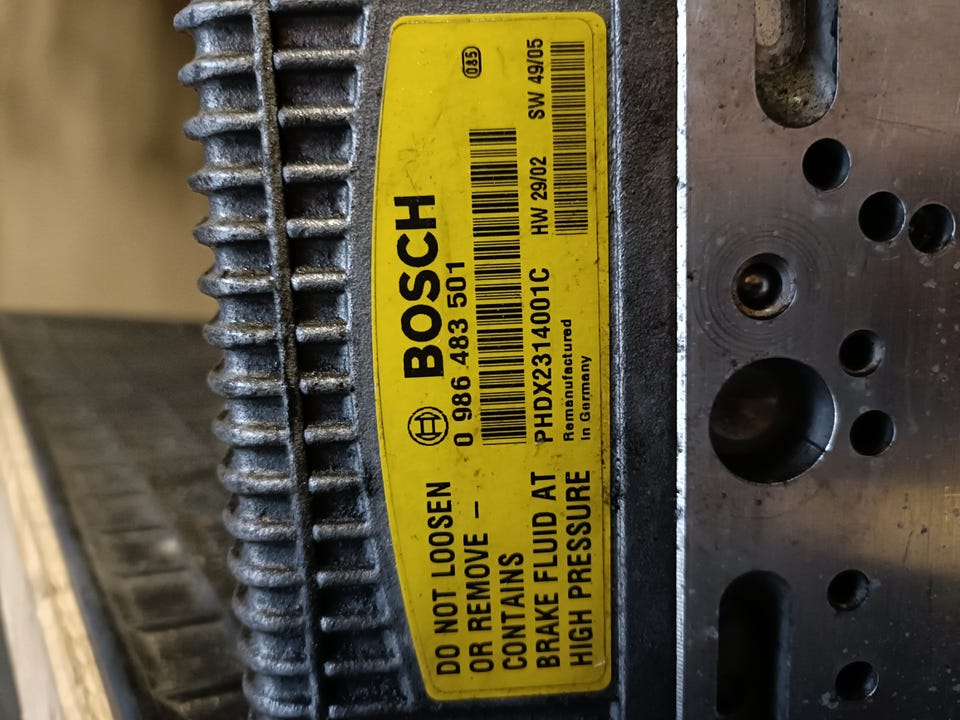 DO NOT LOOSEN
OR REMOVE –
CONTAINS
BRAKE FLUID AT
HIGH PRESSURE
BOSCH
0 986 483 501
PHDX2314001C
Remanufactured
In Germany
085
HW 29/02 SW 49/05